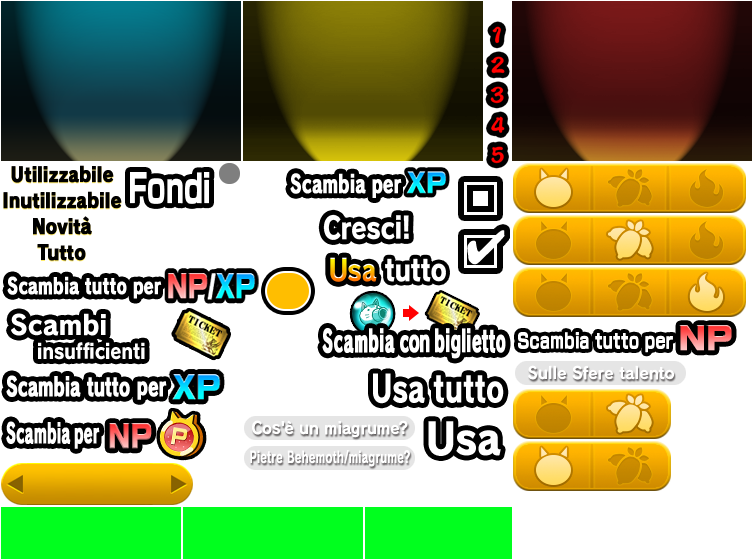 1
2
3
4
5
Utilizzabile
Inutilizzabile
Novità
Tutto
Fondi
Scambia per XP
Cresci!
Usa tutto
Scambia tutto per NP/XP
TICKET
Scambi
insufficienti
TICKET
Scambia con biglietto
Scambia tutto per NP
Sulle Sfere talento
Scambia tutto per XP
Usa tutto
Scambia per NP
P
Cos'è un miagrume?
Usa
Pietre Behemoth/miagrume?